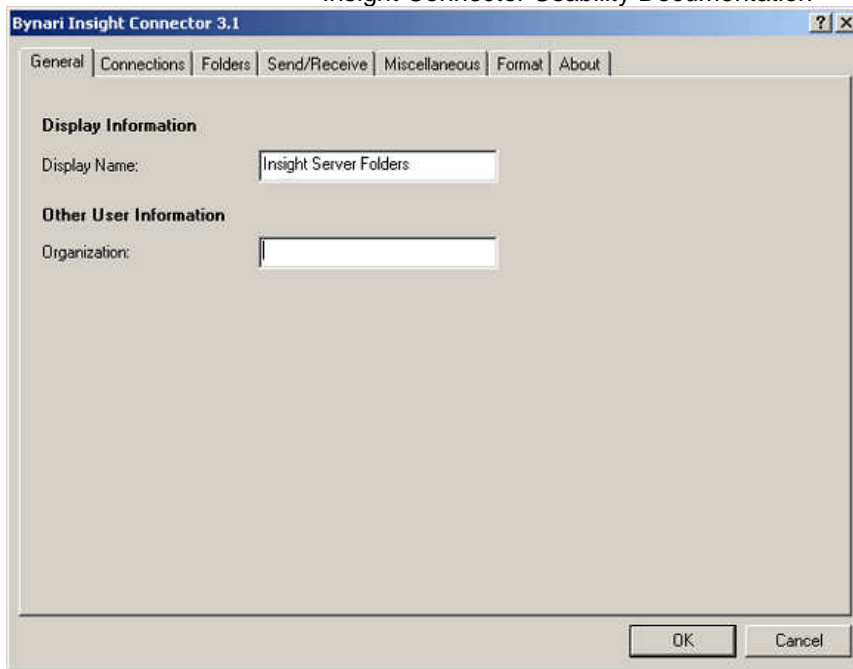 Insight Connector Usability Documentation
Bynari Insight Connector 3.1
General Connections Folders Send/Receive Miscellaneous Format About
Display Information
Display Name: Insight Server Folders
Other User Information
Organization:
OK Cancel